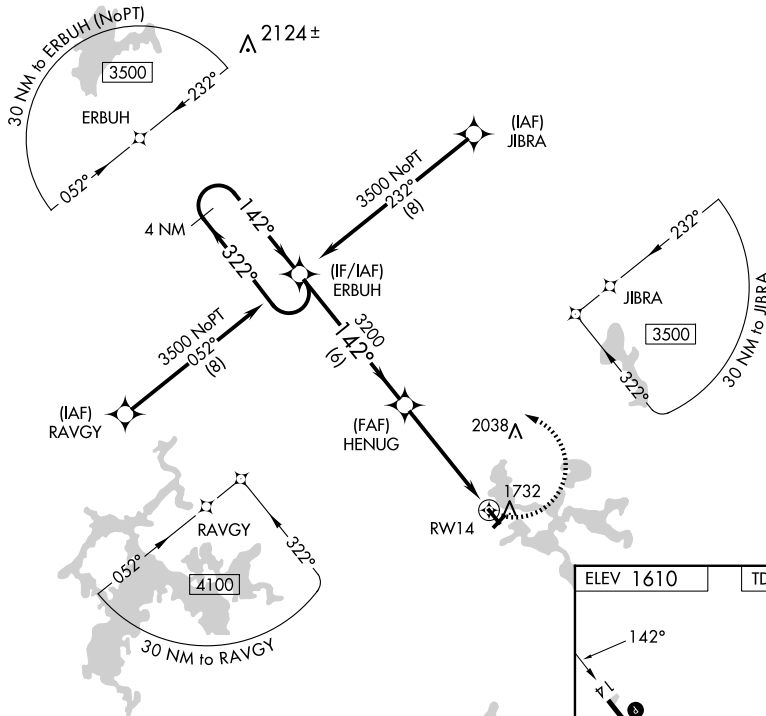 30 NM to ERBUH (NoPT)
3500
232°
ERBUH
052°
2124 ±
(IAF)
JIBRA
3500 NoPT
232°
(8)
4 NM
142°
322°
(IF/IAF)
ERBUH
3500 NoPT
052°
(8)
(IAF)
RAVGY
3200
142°
(6)
(FAF)
HENUG
232°
JIBRA
3500
322°
30 NM to JIBRA
2038
1732
RW14
RAVGY
052°
322°
4100
30 NM to RAVGY
ELEV 1610
TD
142°
14
P